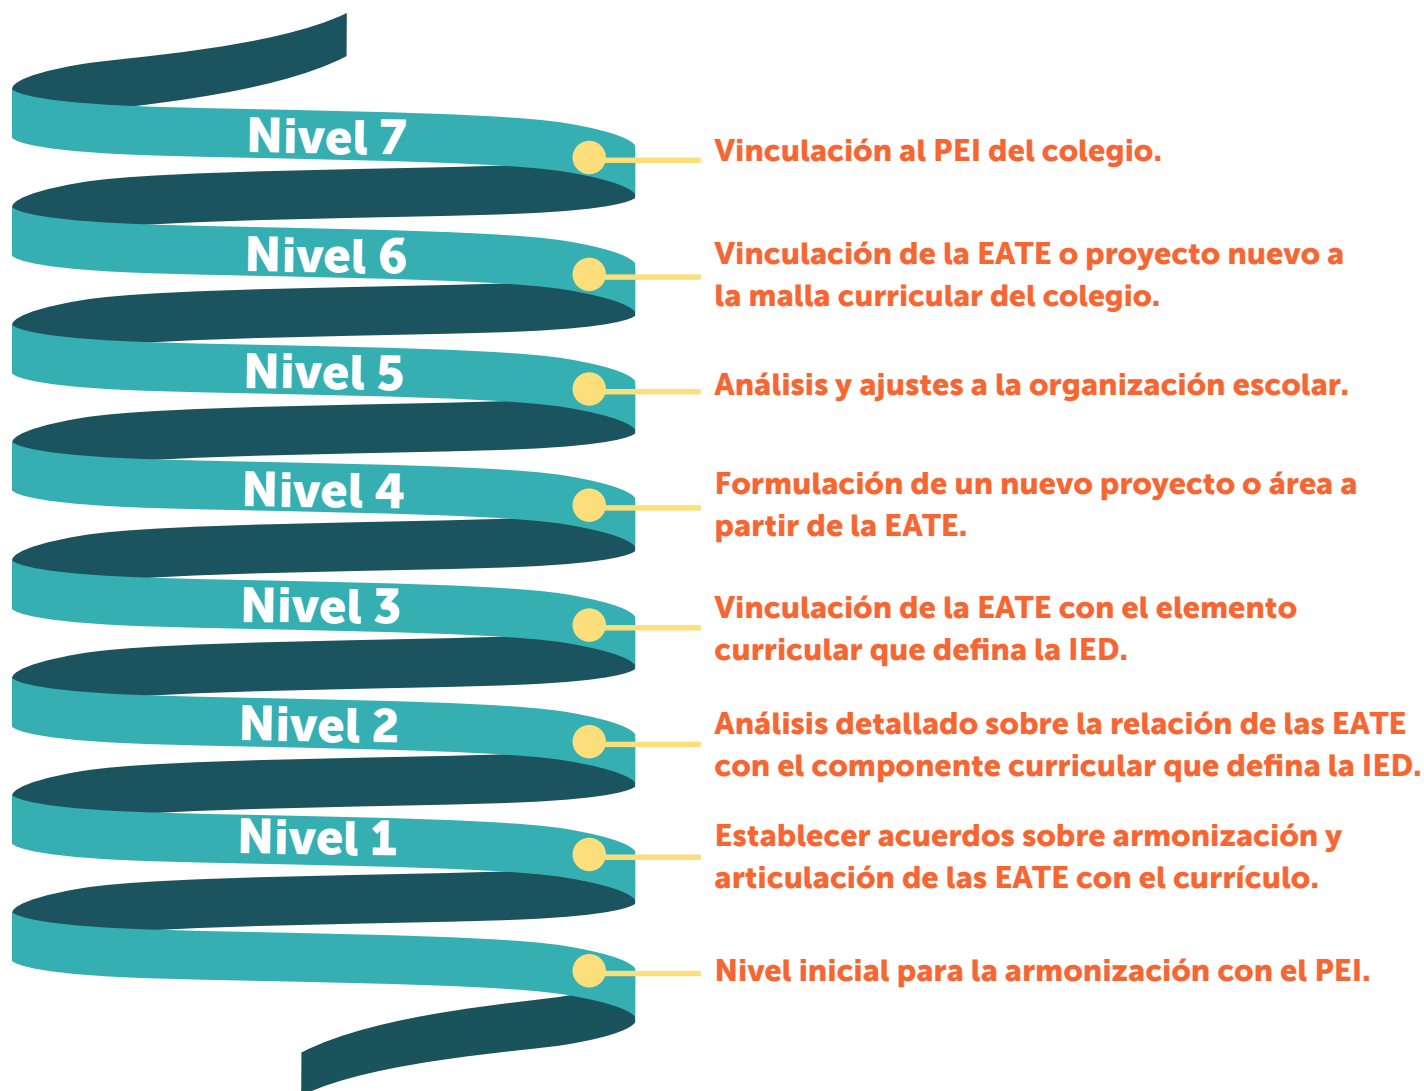 Nivel 7
Vinculación al PEI del colegio.
Nivel 6
Vinculación de la EATE o proyecto nuevo a
la malla curricular del colegio.
Nivel 5
Análisis y ajustes a la organización escolar.
Nivel 4
Formulación de un nuevo proyecto o área a
partir de la EATE.
Nivel 3
Vinculación de la EATE con el elemento
curricular que defina la IED.
Nivel 2
Análisis detallado sobre la relación de las EATE
con el componente curricular que defina la IED.
Nivel 1
Establecer acuerdos sobre armonización y
articulación de las EATE con el currículo.
Nivel inicial para la armonización con el PEI.